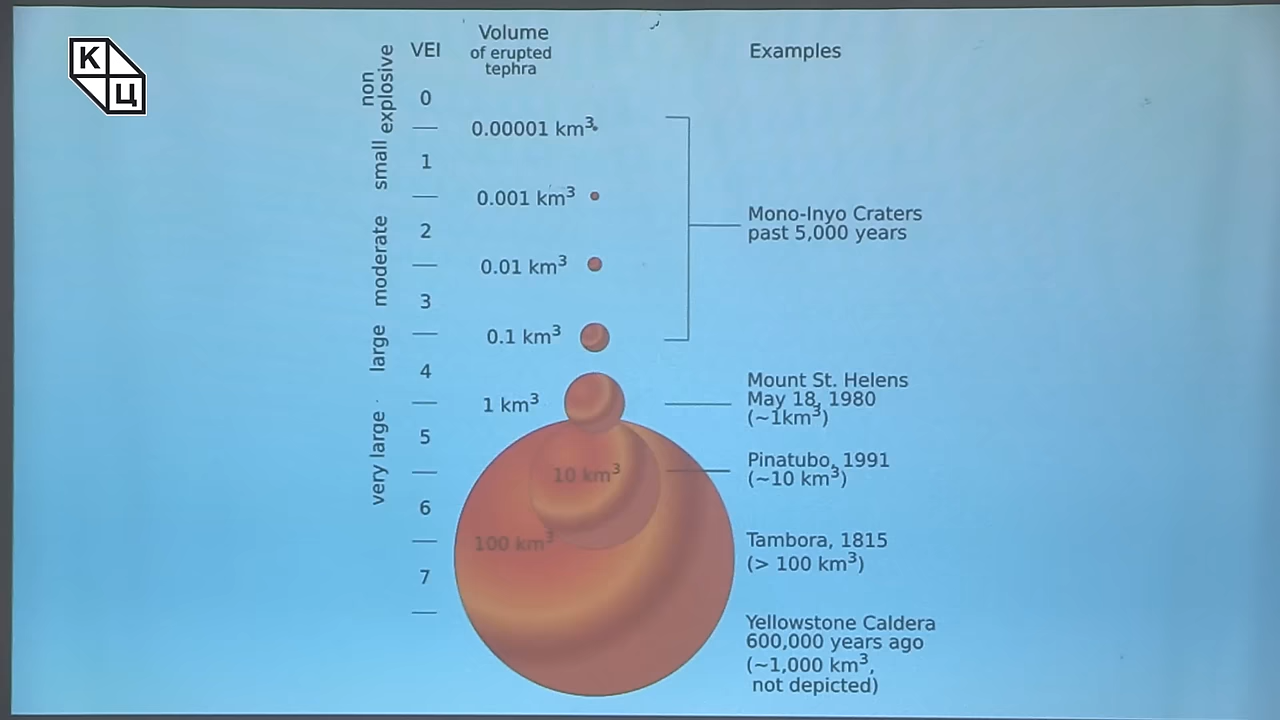 К
Ц
VEI
Volume
of erupted
tephra
Examples
non
explosive
small
moderate
large
very large
0
1
2
3
4
5
6
7
0.00001 km³
0.001 km³
0.01 km³
0.1 km³
1 km³
10 km³
100 km³
Mono-Inyo Craters
past 5,000 years
Mount St. Helens
May 18, 1980
(~1km³)
Pinatubo, 1991
(~10 km³)
Tambora, 1815
(> 100 km³)
Yellowstone Caldera
600,000 years ago
(~1,000 km³,
not depicted)